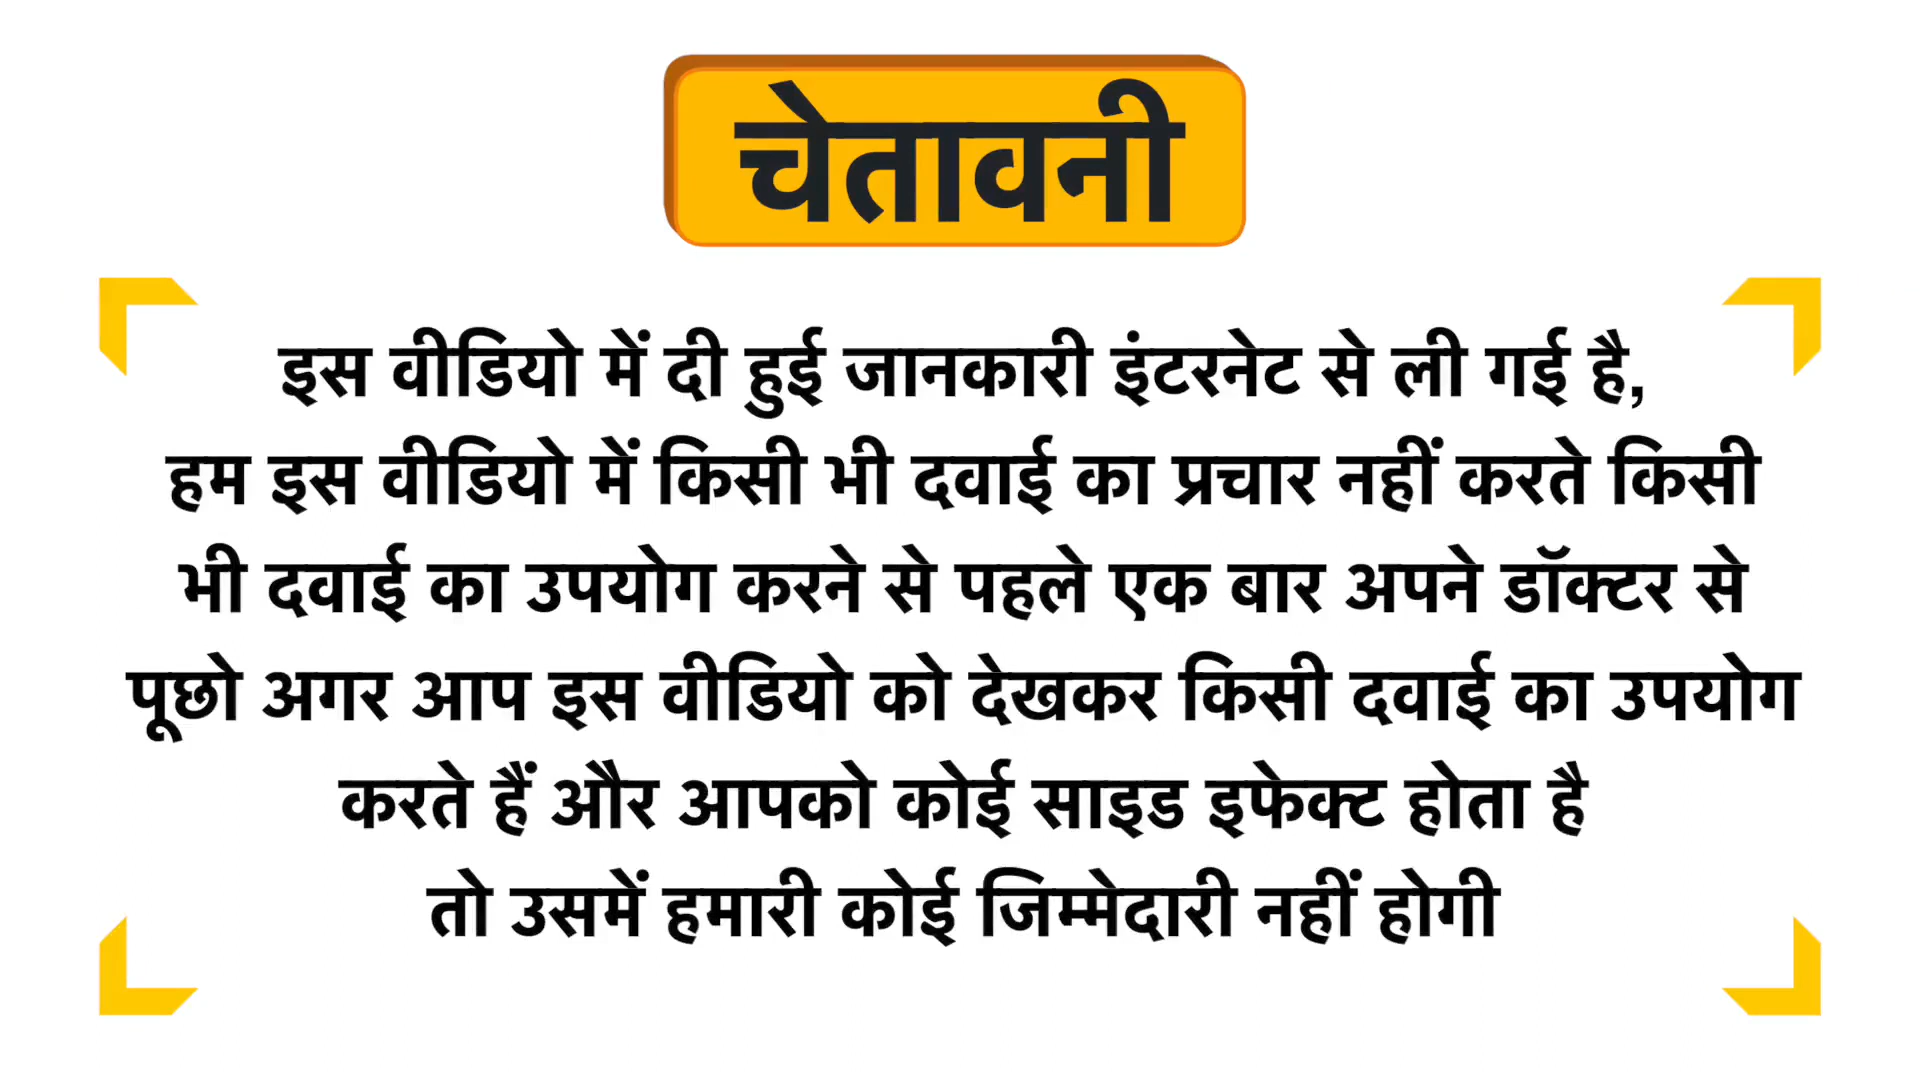 चेतावनी
इस वीडियो में दी हुई जानकारी इंटरनेट से ली गई है,
हम इस वीडियो में किसी भी दवाई का प्रचार नहीं करते किसी
भी दवाई का उपयोग करने से पहले एक बार अपने डॉक्टर से
पूछो अगर आप इस वीडियो को देखकर किसी दवाई का उपयोग
करते हैं और आपको कोई साइड इफेक्ट होता है
तो उसमें हमारी कोई जिम्मेदारी नहीं होगी